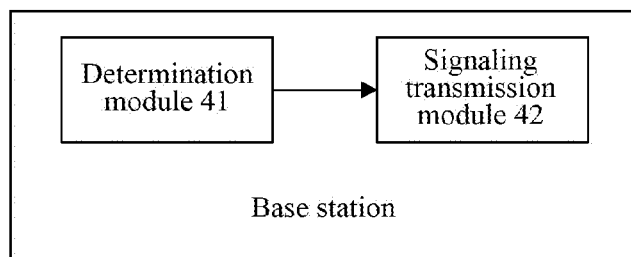 Determination
module 41
Signaling
transmission
module 42
Base station